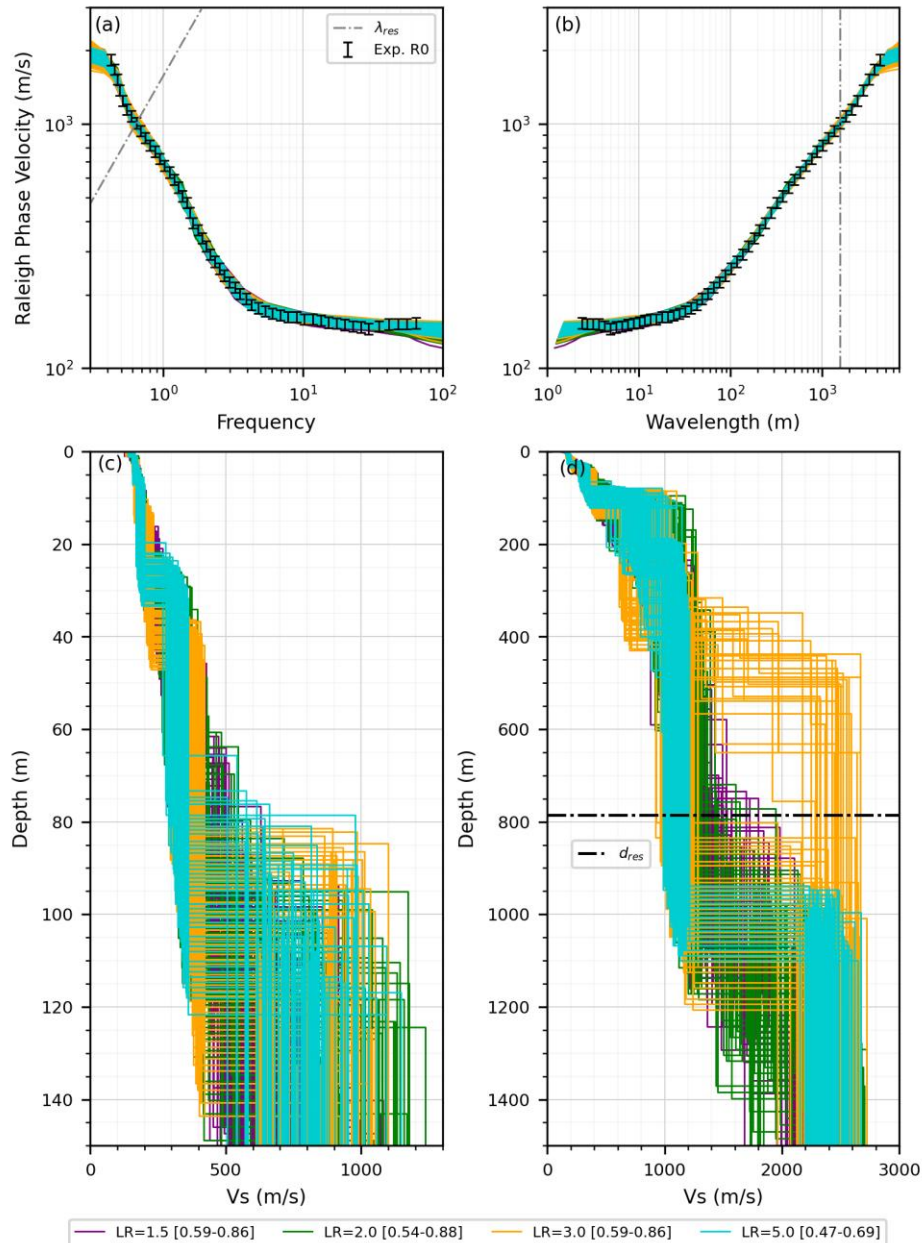 (a)
λres
Exp. R0
(b)
10³
10²
Raleigh Phase Velocity (m/s)
10⁰
10¹
10²
Frequency
10⁰
10¹
10²
10³
Wavelength (m)
(c)
0
20
40
60
80
100
120
140
Depth (m)
0
500
1000
Vs (m/s)
(d)
0
200
400
600
800
1000
1200
1400
Depth (m)
dres
0
1000
2000
3000
Vs (m/s)
LR=1.5 [0.59-0.86]
LR=2.0 [0.54-0.88]
LR=3.0 [0.59-0.86]
LR=5.0 [0.47-0.69]